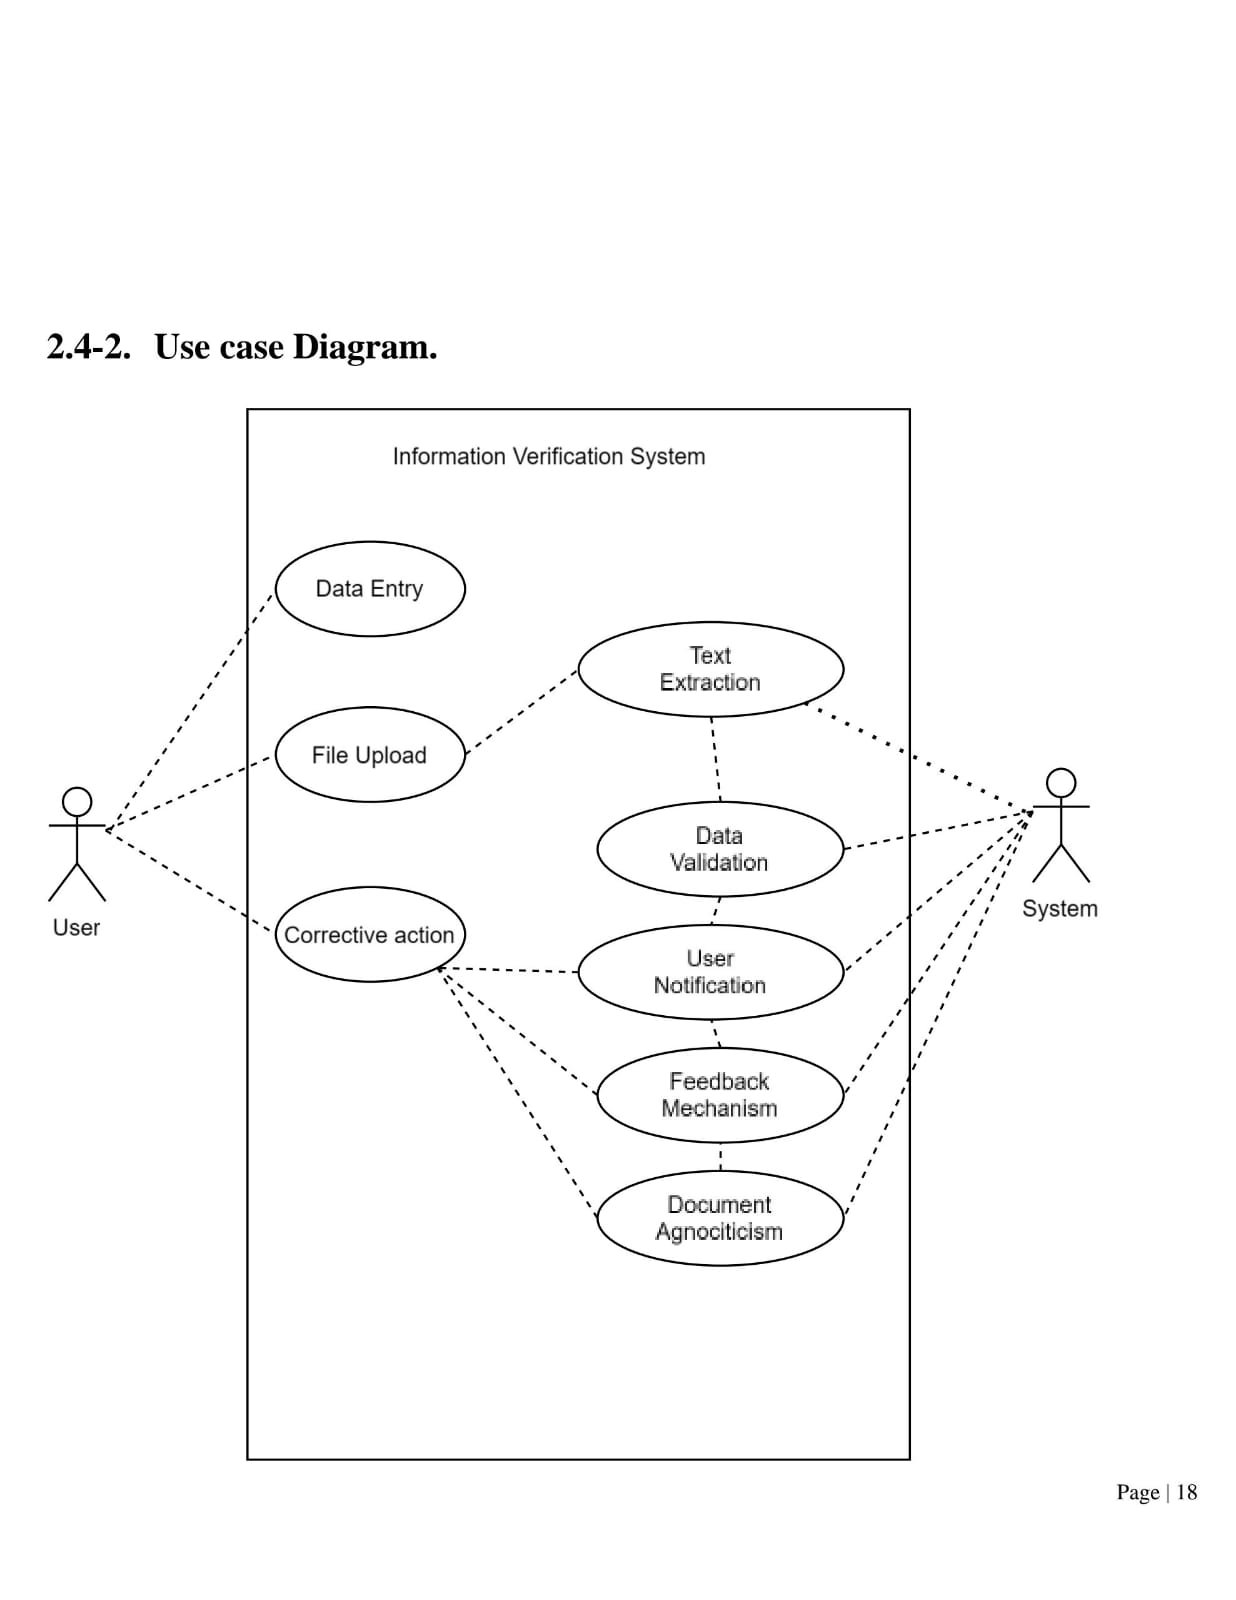 2.4-2. Use case Diagram.
Information Verification System
Data Entry
Text
Extraction
File Upload
Data
Validation
User
System
Corrective action
User
Notification
Feedback
Mechanism
Document
Agnociticism
Page | 18